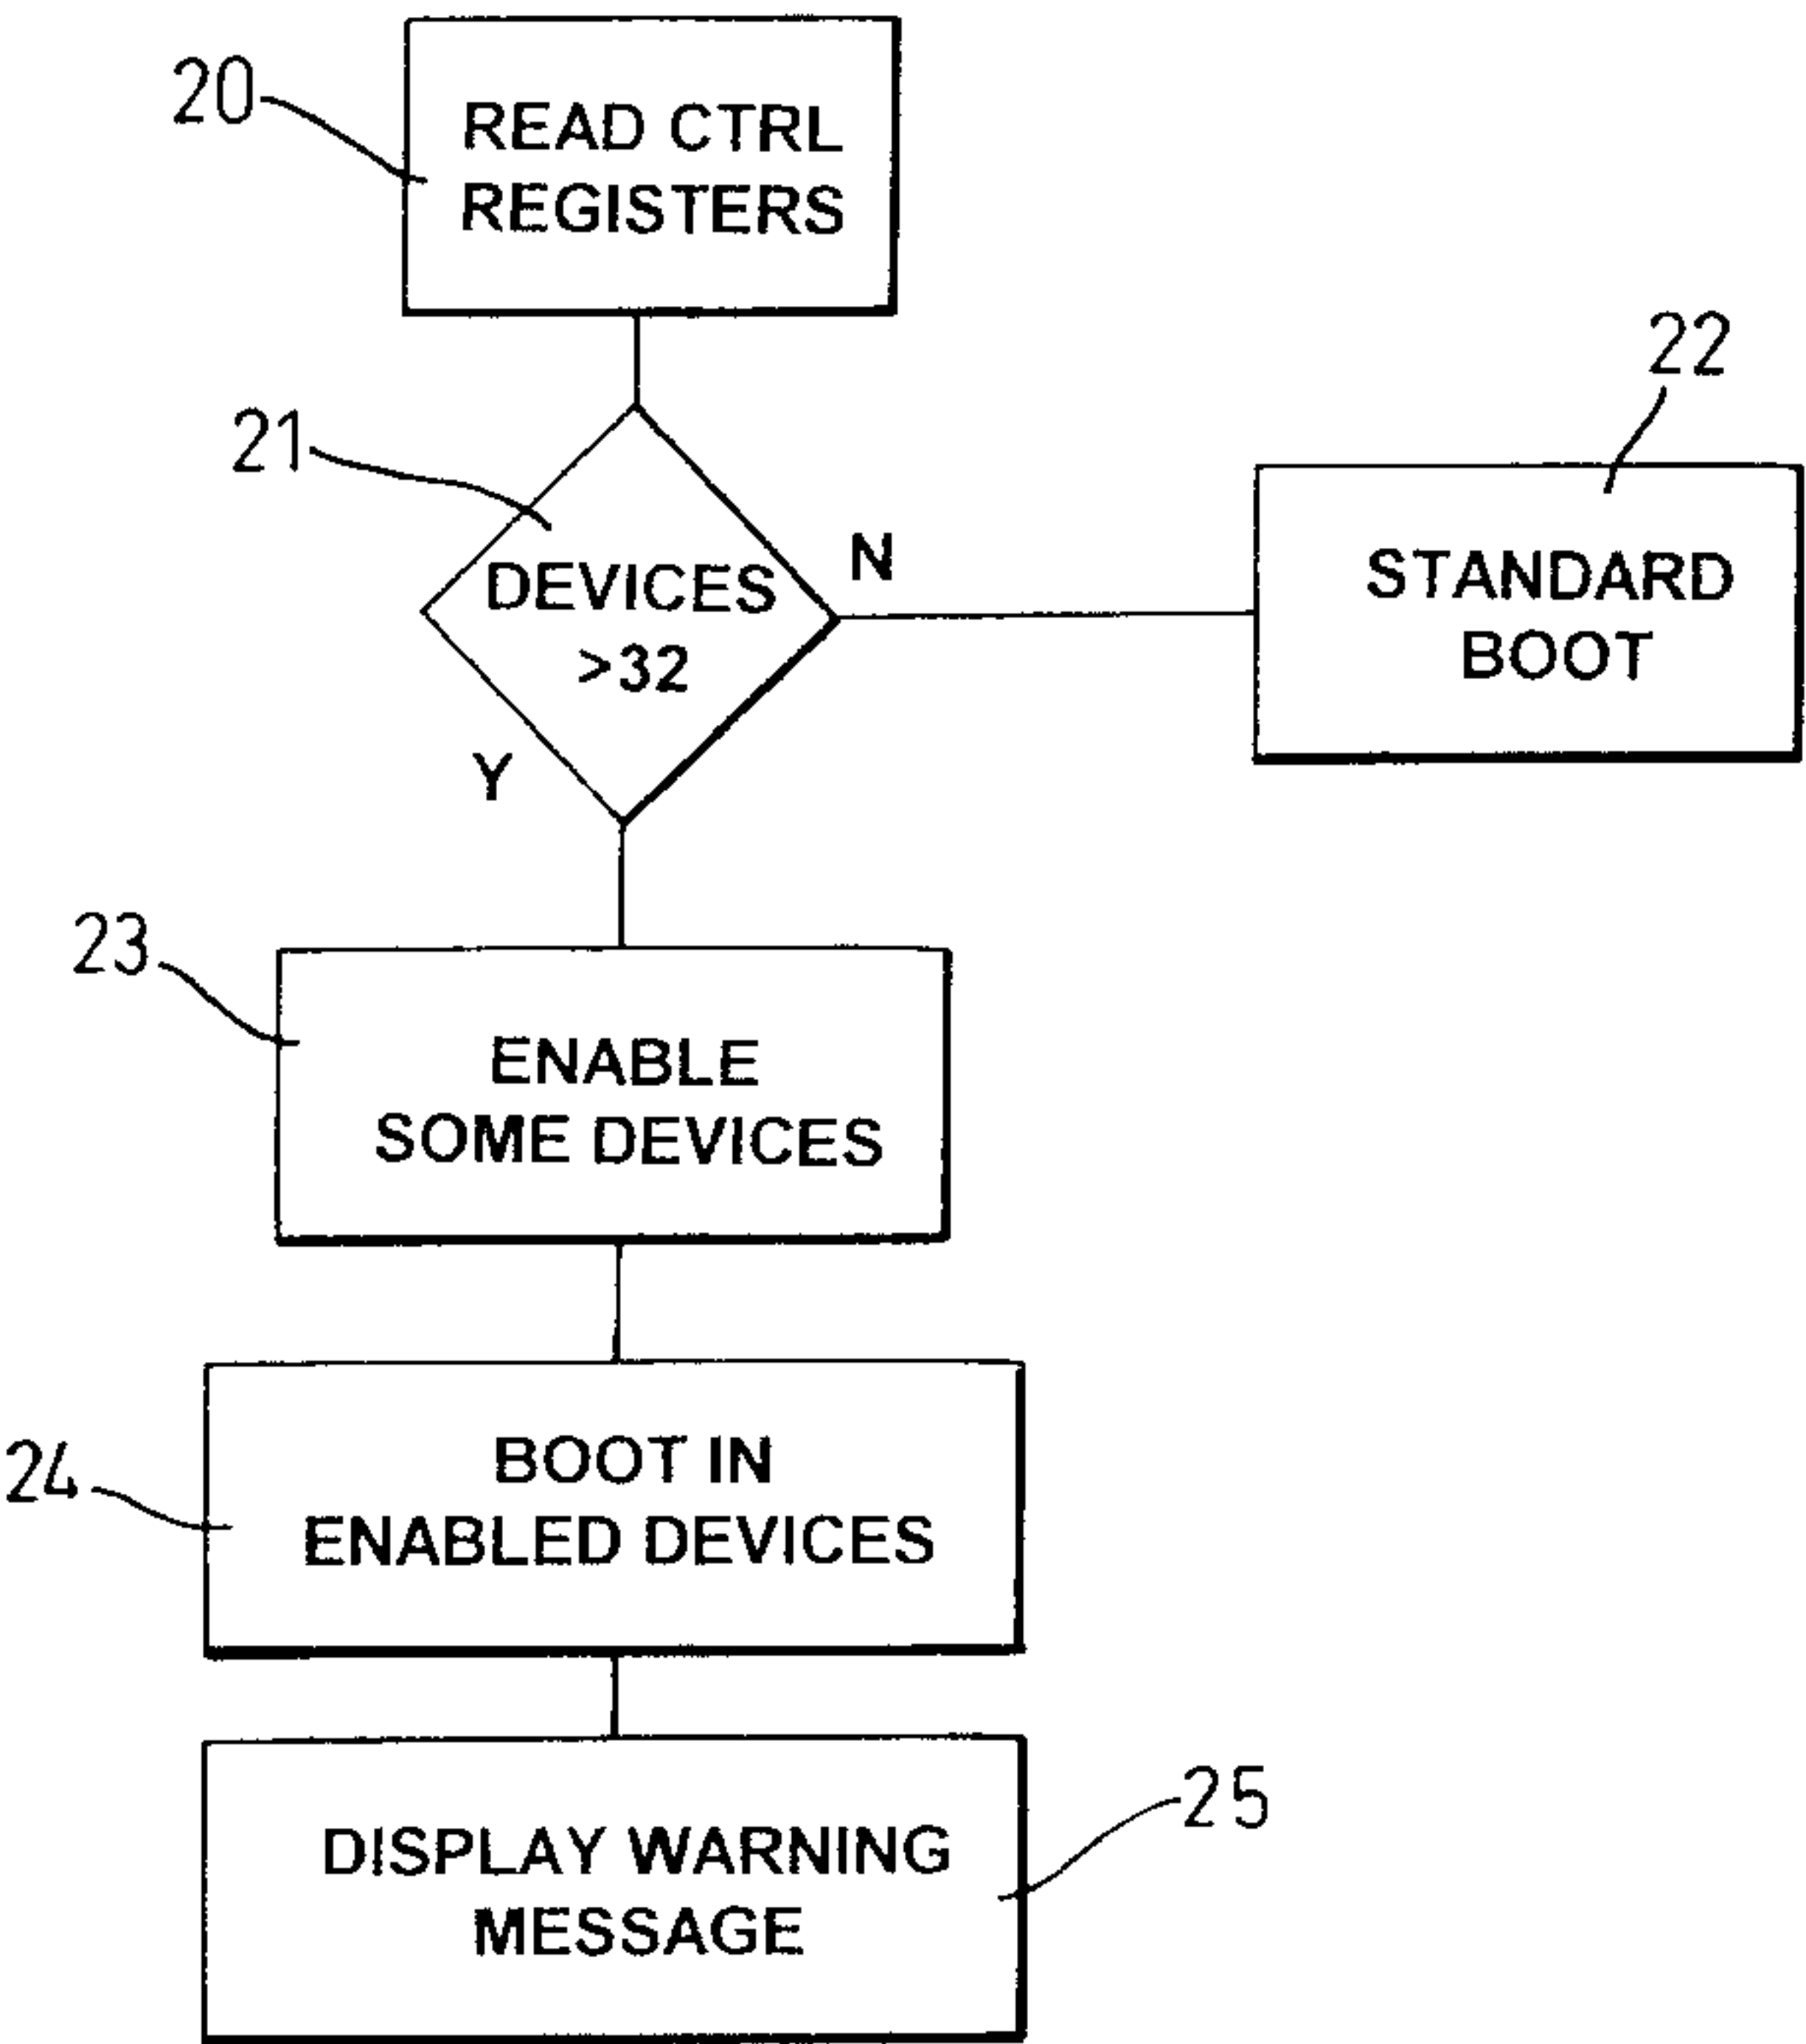 20
READ CTRL
REGISTERS
22
21
DEVICES
>32
N
STANDARD
BOOT
Y
23
ENABLE
SOME DEVICES
24
BOOT IN
ENABLED DEVICES
25
DISPLAY WARNING
MESSAGE